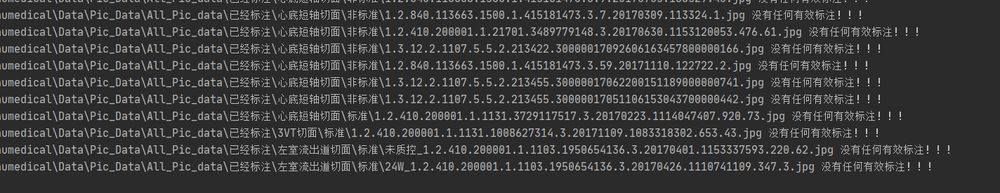 umedical\Data\Pic_Data\All_Pic_data\已经标注\心底短轴切面\非标准\1.2.840.113663.1500.1.415181473.3.7.20170309.113324.1.jpg 没有任何有效标注!!!
umedical\Data\Pic_Data\All_Pic_data\已经标注\心底短轴切面\非标准\1.2.410.200001.1.21701.3489779148.3.20170630.1153120053.476.61.jpg 没有任何有效标注!!!
umedical\Data\Pic_Data\All_Pic_data\已经标注\心底短轴切面\非标准\1.3.12.2.1107.5.5.2.213422.30000017092606163457800000166.jpg 没有任何有效标注!!!
umedical\Data\Pic_Data\All_Pic_data\已经标注\心底短轴切面\非标准\1.2.840.113663.1500.1.415181473.3.59.20171110.122722.2.jpg 没有任何有效标注!!!
umedical\Data\Pic_Data\All_Pic_data\已经标注\心底短轴切面\非标准\1.3.12.2.1107.5.5.2.213455.30000017062200151189000000741.jpg 没有任何有效标注!!!
umedical\Data\Pic_Data\All_Pic_data\已经标注\心底短轴切面\非标准\1.3.12.2.1107.5.5.2.213455.30000017051106153043700000442.jpg 没有任何有效标注!!!
umedical\Data\Pic_Data\All_Pic_data\已经标注\心底短轴切面\标准\1.2.410.200001.1.1131.3729117517.3.20170223.1114047407.920.73.jpg 没有任何有效标注!!!
umedical\Data\Pic_Data\All_Pic_data\已经标注\3VT切面\标准\1.2.410.200001.1.1131.1008627314.3.20171109.1083318302.653.43.jpg 没有任何有效标注!!!
umedical\Data\Pic_Data\All_Pic_data\已经标注\左室流出道切面\标准\未质控_1.2.410.200001.1.1103.1950654136.3.20170401.1153337593.220.62.jpg 没有任何有效标注!!!
umedical\Data\Pic_Data\All_Pic_data\已经标注\左室流出道切面\标准\24W_1.2.410.200001.1.1103.1950654136.3.20170426.1110741109.347.3.jpg 没有任何有效标注!!!